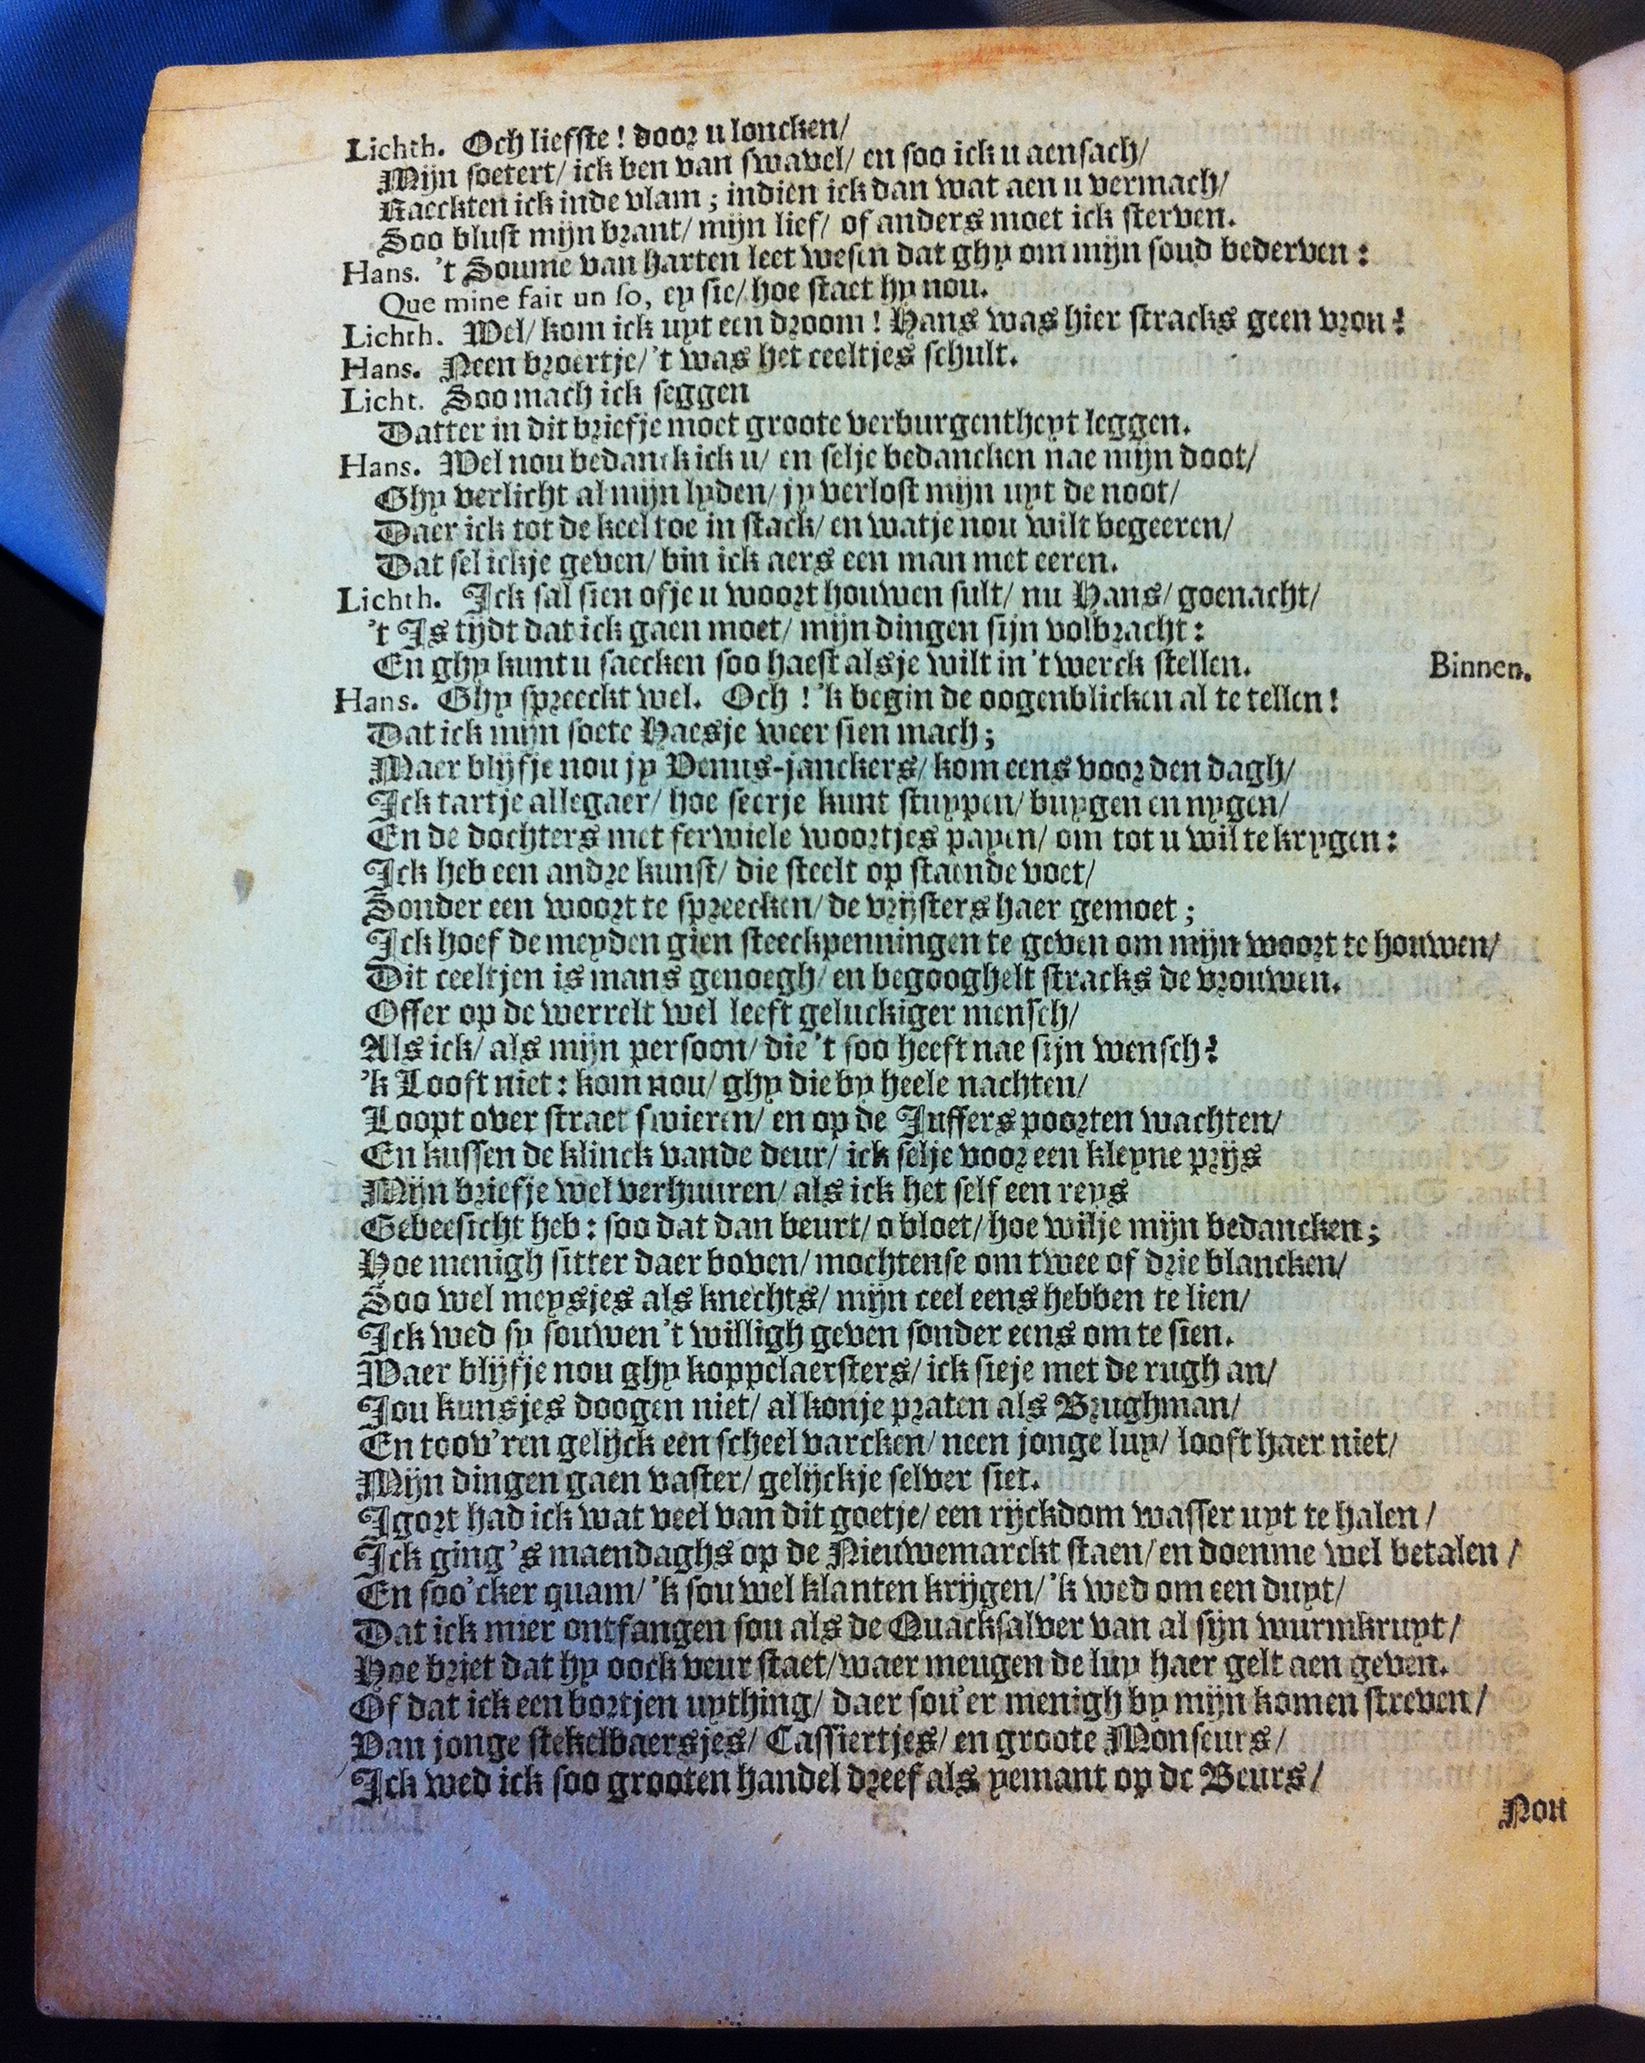 Lichth. Och liefste! door u loncken/
Mijn soetert/ ick ben van swavel/ en soo ick u aensach/
Raeckten ick inde vlam; indien ick dan wat aen u vermach/
Soo blust mijn brant/ mijn lief/ of anders moet ick sterven.
Hans. 't Soume van harten leet wesen dat ghy om mijn soud bederven:
Que mine fait un so, ey sie/ hoe staet hy nou.
Lichth. Wel/ kom ick uyt een droom! Hans was hier stracks geen vrou?
Hans. Neen broertje/ 't was het ceeltjes schult.
Licht. Soo mach ick seggen
Datter in dit briefje moet groote verburgentheyt leggen.
Hans. Wel nou bedanck ick u/ en selje bedancken nae mijn doot/
Ghy verlicht al mijn lyden/ jy verlost mijn uyt de noot/
Daer ick tot de keel toe in stack/ en watje nou wilt begeeren/
Dat sel ickje geven/ bin ick aers een man met eeren.
Lichth. Ick sal sien ofje u woort houwen sult/ nu Hans/ goenacht/
't Is tijdt dat ick gaen moet/ mijn dingen sijn volbracht:
En ghy kunt u saecken soo haest alsje wilt in 't werck stellen. Binnen.
Hans. Ghy spreeckt wel. Och! 'k begin de oogenblicken al te tellen!
Dat ick mijn soete Haesje weer sien mach;
Maer blijfje nou jy Venus-janckers/ kom eens voor den dagh/
Ick tartje allegaer/ hoe seerje kunt stuypen/ buygen en nygen/
En de dochters met ferwiele woortjes payen/ om tot u wil te krygen:
Ick heb een andre kunst/ die steelt op staende voet/
Sonder een woort te spreecken/ de vrijsters haer gemoet;
Ick hoef de meyden gien steeckpenningen te geven om mijn woort te houwen/
Dit ceeltjen is mans genoegh/ en begooghelt stracks de vrouwen.
Offer op de werrelt wel leeft geluckiger mensch/
Als ick/ als mijn persoon/ die 't soo heeft nae sijn wensch?
'k Looft niet: kom nou/ ghy die by heele nachten/
Loopt over straet swieren/ en op de Juffers poorten wachten/
En kussen de klinck vande deur/ ick selje voor een kleyne prijs
Mijn briefje wel verhuuren/ als ick het self een reys
Gebeesicht heb: soo dat dan beurt/ o bloet/ hoe wilje mijn bedancken;
Hoe menigh sitter daer boven/ mochtense om twee of drie blancken/
Soo wel meysjes als knechts/ mijn ceel eens hebben te lien/
Ick wed sy souwen 't willigh geven sonder eens om te sien.
Waer blijfje nou ghy koppelaersters/ ick sieje met de rugh an/
Jou kunsjes doogen niet/ al konje praten als Brughman/
En toov'ren gelijck een scheel varcken/ neen jonge luy/ looft haer niet/
Mijn dingen gaen vaster/ gelijckje selver siet.
Igort had ick wat veel van dit goetje/ een rijckdom wasser uyt te halen/
Ick ging 's maendaghs op de Nieuwemarckt staen/ en doenme wel betalen/
En soo'cker quam/ 'k sou wel klanten krijgen/ 'k wed om een duyt/
Dat ick mier ontfangen sou als de Quacksalver van al sijn wurmkruyt/
Hoe briet dat hy oock veur staet/ waer meugen de luy haer gelt aen geven.
Of dat ick een bortjen uything/ daer sou'er menigh by mijn komen streven/
Van jonge stekelbaersjes/ Cassiertjes/ en groote Monseurs/
Ick wed ick soo grooten handel dreef als yemant op de Beurs/
Nou